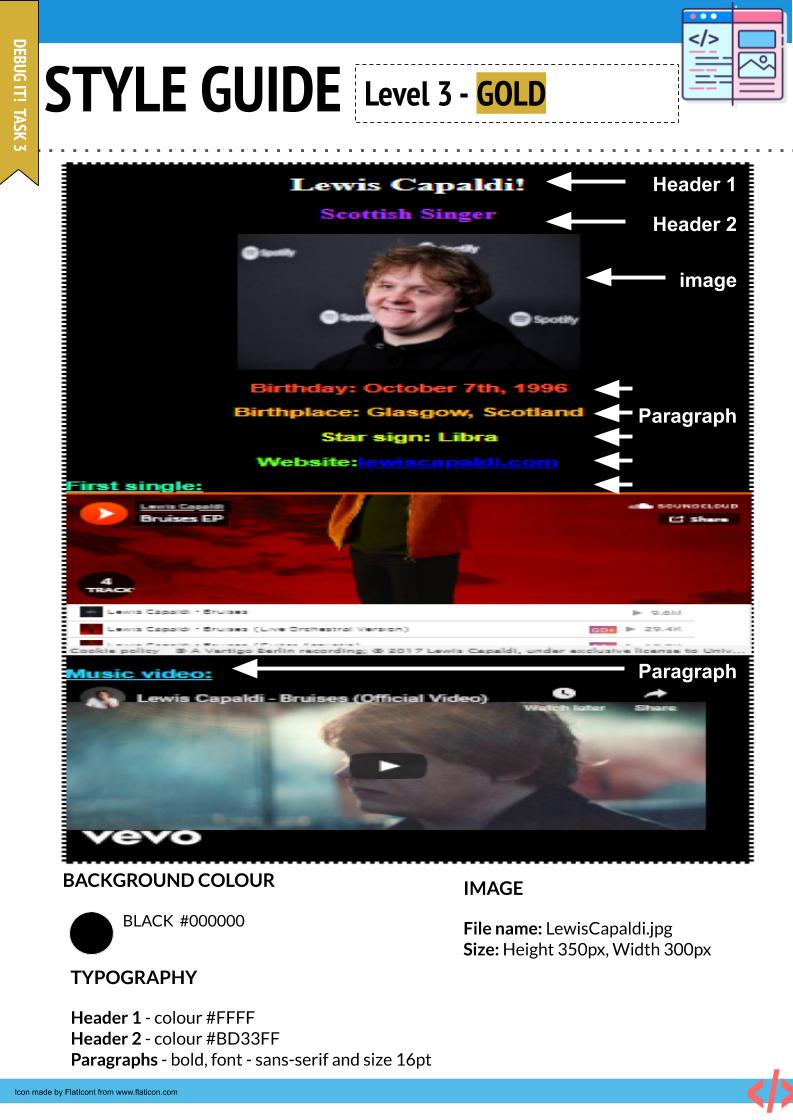 DEBUG IT! TASK 3
STYLE GUIDE
Level 3 - GOLD
</>
Lewis Capaldi!
Header 1
Scottish Singer
Header 2
Spotify
Spotify
Spotify
image
Birthday: October 7th, 1996
Birthplace: Glasgow, Scotland
Paragraph
Star sign: Libra
Website:lewiscapaldi.com
First single:
Lewis Capaldi
SOUNDCLOUD
Bruises EP
Share
4
TRACK
Lewis Capaldi - Bruises
9.6M
Lewis Capaldi - Bruises (Live Orchestral Version)
GO+
29.4K
Cookie policy
℗ A Vertigo Berlin recording; ℗ 2017 Lewis Capaldi, under exclusive license to Univ...
Music video:
Paragraph
Lewis Capaldi - Bruises (Official Video)
Watch later
Share
vevo
BACKGROUND COLOUR
BLACK #000000
IMAGE
File name: LewisCapaldi.jpg
Size: Height 350px, Width 300px
TYPOGRAPHY
Header 1 - colour #FFFF
Header 2 - colour #BD33FF
Paragraphs - bold, font - sans-serif and size 16pt
Icon made by FlatIcont from www.flaticon.com
</>